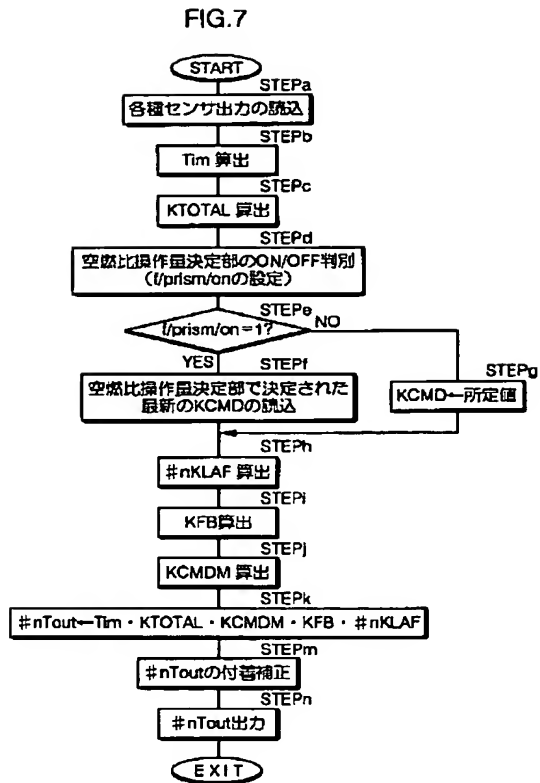 FIG.7
START
STEPa
各種センサ出力の読込
STEPb
Tim 算出
STEPc
KTOTAL 算出
STEPd
空燃比操作量決定部のON/OFF判別
(f/prism/onの設定)
STEPe
f/prism/on=1?
NO
YES
STEPf
空燃比操作量決定部で決定された
最新のKCMDの読込
STEPg
KCMD←所定値
STEPh
#nKLAF 算出
STEPi
KFB算出
STEPj
KCMDM 算出
STEPk
#nTout←Tim・KTOTAL・KCMDM・KFB・#nKLAF
STEPm
#nToutの付着補正
STEPn
#nTout出力
EXIT